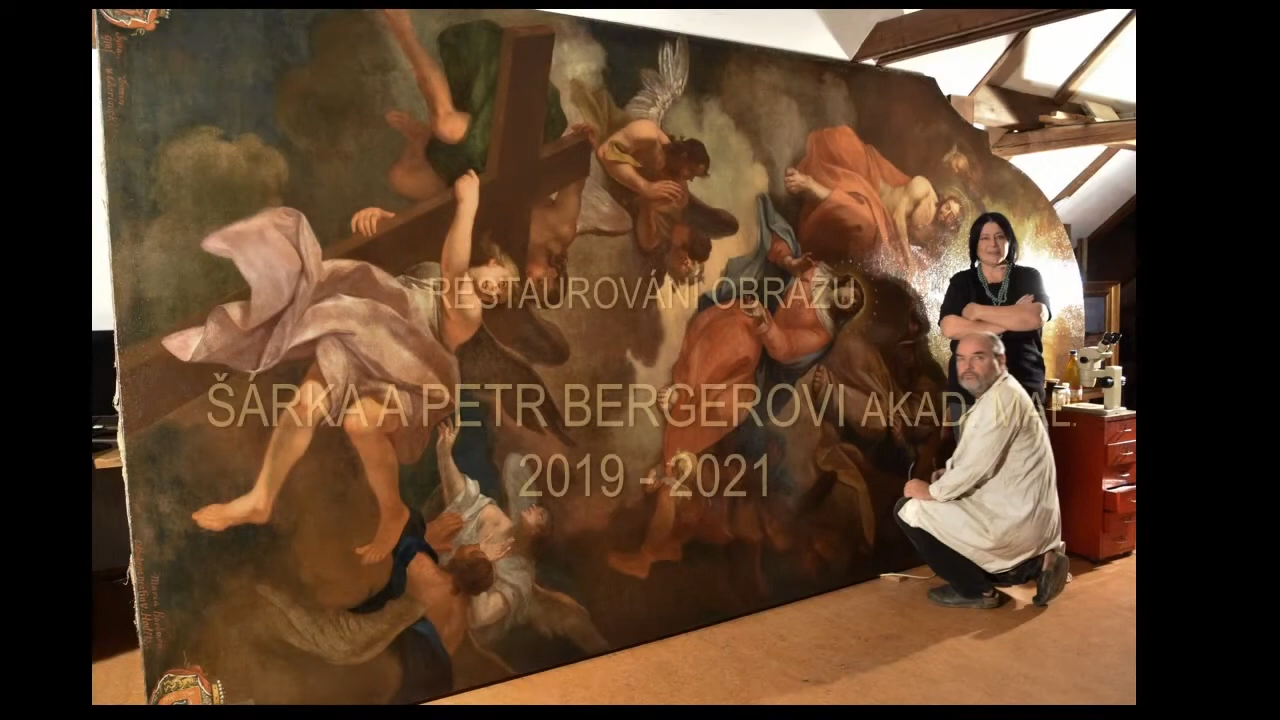 RESTAUROVÁNÍ OBRAZU
ŠÁRKA A PETR BERGEROVI AKAD. MAL.
2019 - 2021